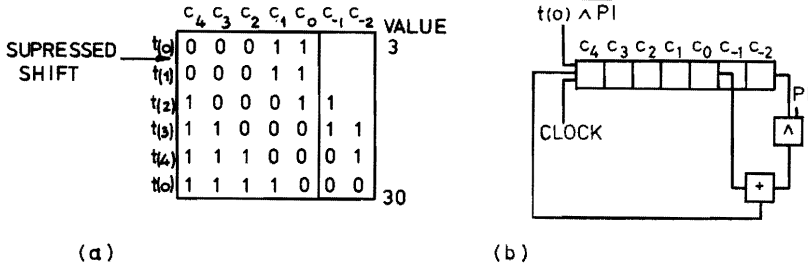 C4 C3 C2 C1 C0 C-1 C-2 VALUE
t(0) 0 0 0 1 1 3
SUPRESSED SHIFT
t(1) 0 0 0 1 1
t(2) 1 0 0 0 1 1
t(3) 1 1 0 0 0 1 1
t(4) 1 1 1 0 0 0 1
t(0) 1 1 1 1 0 0 0 30
(a)
t(0) ∧ PI
C4 C3 C2 C1 C0 C-1 C-2
P
∧
CLOCK
+
(b)